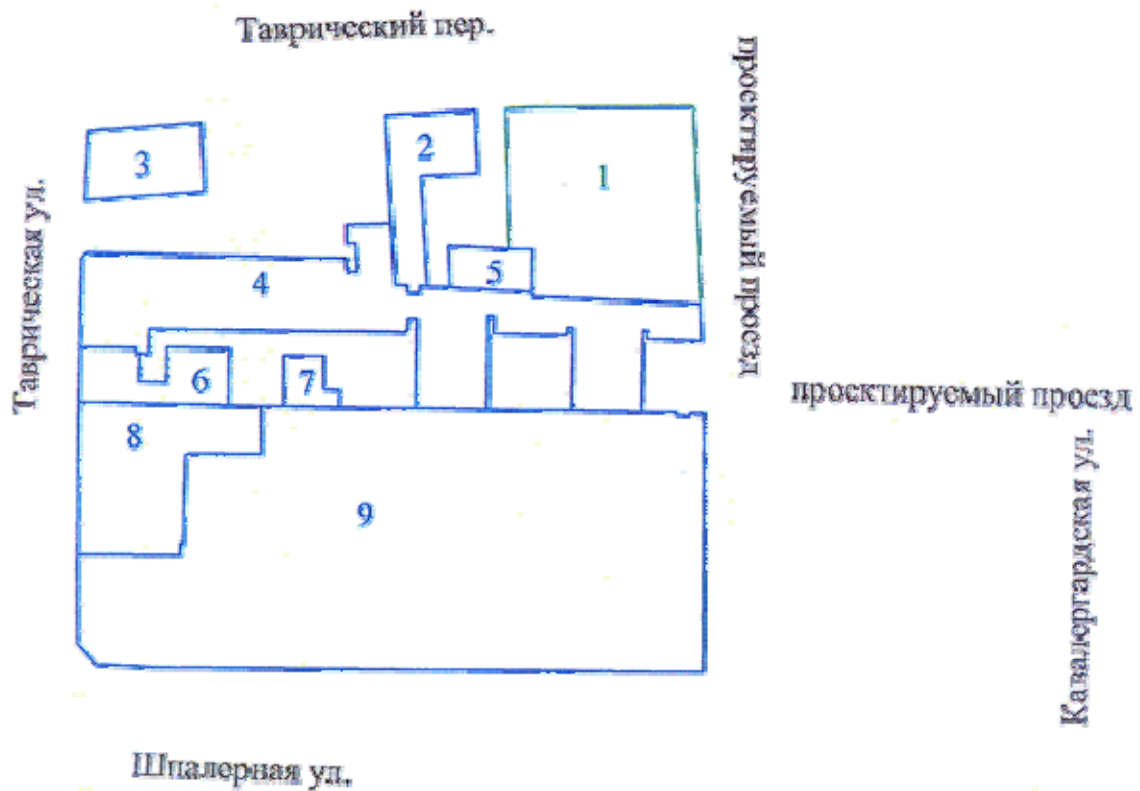 Таврический пер.
проектируемый проезд
3
2
1
Таврическая ул.
4
5
6
7
проектируемый проезд
8
9
Кавалергардская ул.
Шпалерная ул.